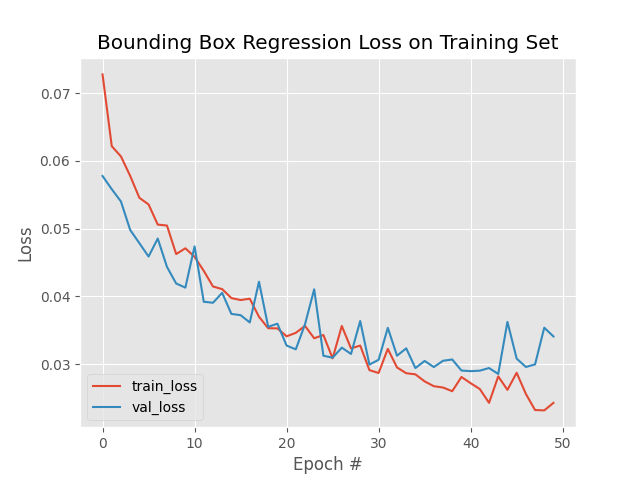 Bounding Box Regression Loss on Training Set
0.07
0.06
0.05
0.04
0.03
Loss
train_loss
val_loss
0 10 20 30 40 50
Epoch #